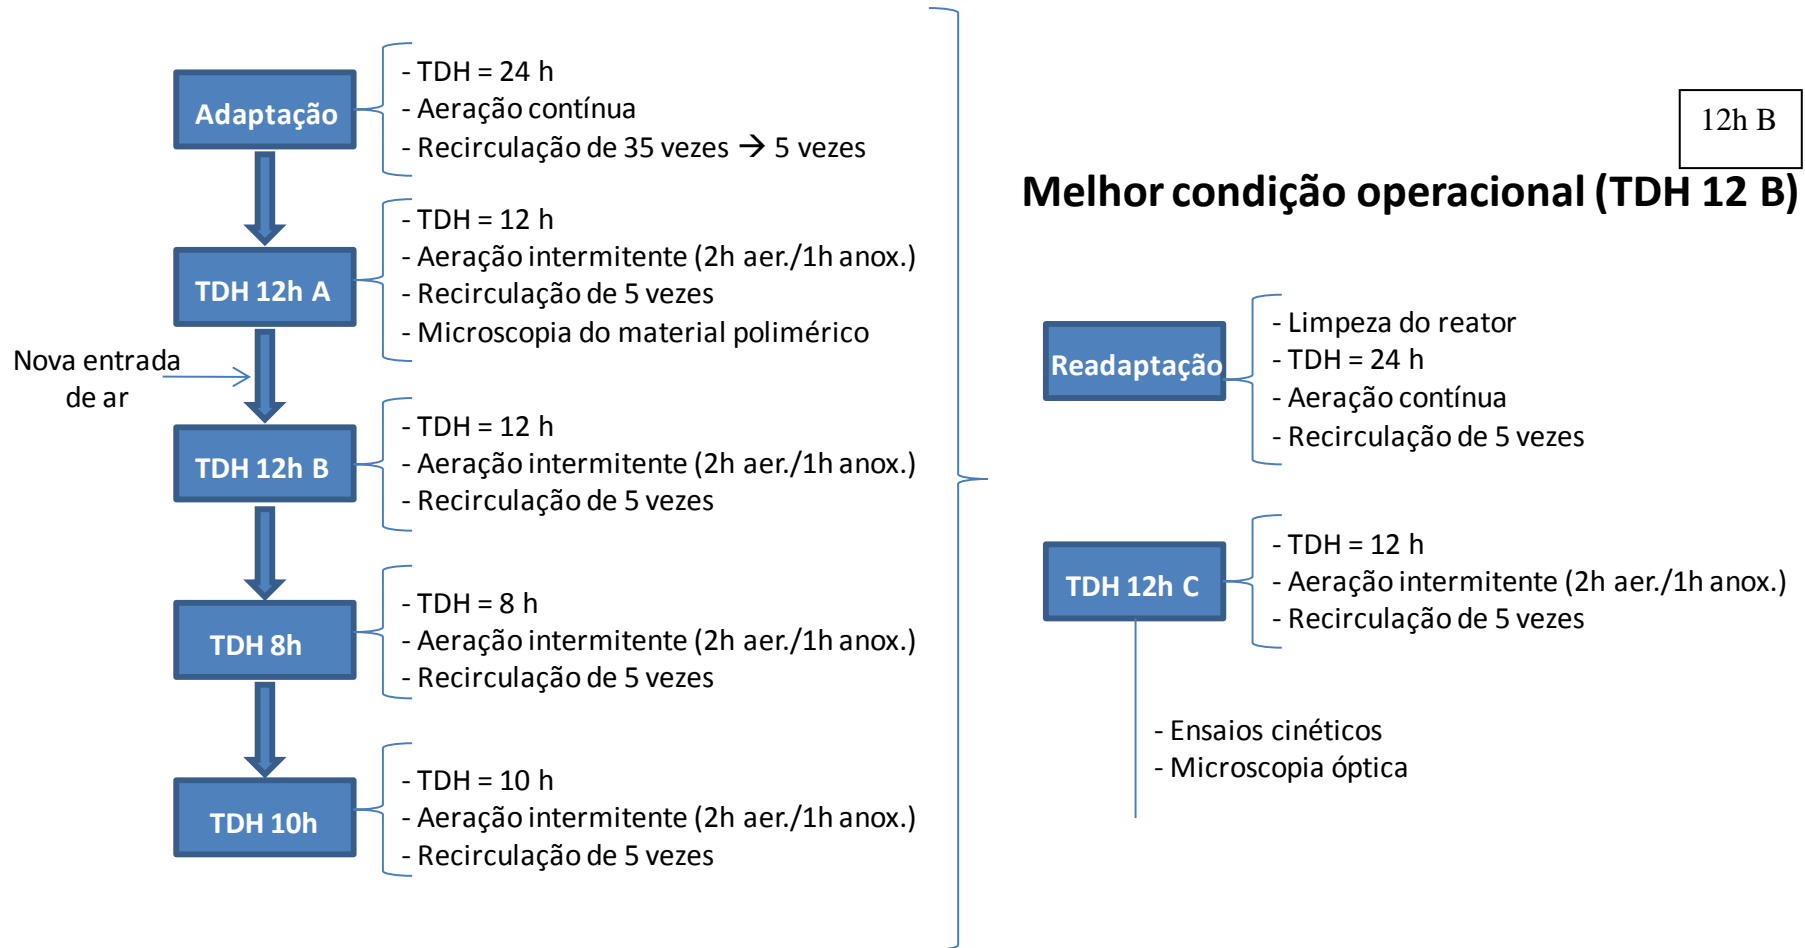 Adaptação
- TDH = 24 h
- Aeração contínua
- Recirculação de 35 vezes → 5 vezes
TDH 12h A
- TDH = 12 h
- Aeração intermitente (2h aer./1h anox.)
- Recirculação de 5 vezes
- Microscopia do material polimérico
Nova entrada
de ar
TDH 12h B
- TDH = 12 h
- Aeração intermitente (2h aer./1h anox.)
- Recirculação de 5 vezes
TDH 8h
- TDH = 8 h
- Aeração intermitente (2h aer./1h anox.)
- Recirculação de 5 vezes
TDH 10h
- TDH = 10 h
- Aeração intermitente (2h aer./1h anox.)
- Recirculação de 5 vezes
12h B
Melhor condição operacional (TDH 12 B)
Readaptação
- Limpeza do reator
- TDH = 24 h
- Aeração contínua
- Recirculação de 5 vezes
TDH 12h C
- TDH = 12 h
- Aeração intermitente (2h aer./1h anox.)
- Recirculação de 5 vezes
- Ensaios cinéticos
- Microscopia óptica